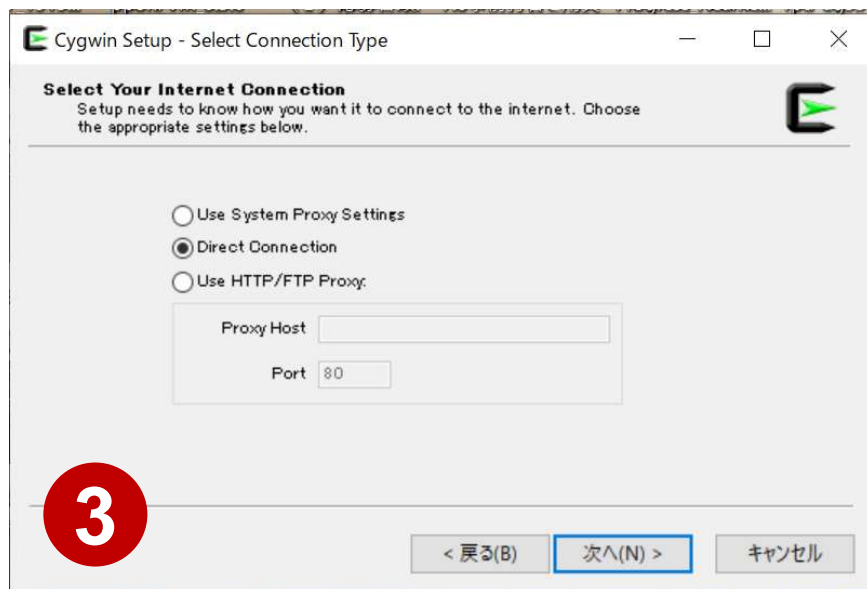 Cygwin Setup - Select Connection Type
Select Your Internet Connection
Setup needs to know how you want it to connect to the internet. Choose
the appropriate settings below.
Use System Proxy Settings
Direct Connection
Use HTTP/FTP Proxy:
Proxy Host
Port 80
3
< 戻る(B) 次へ(N) > キャンセル